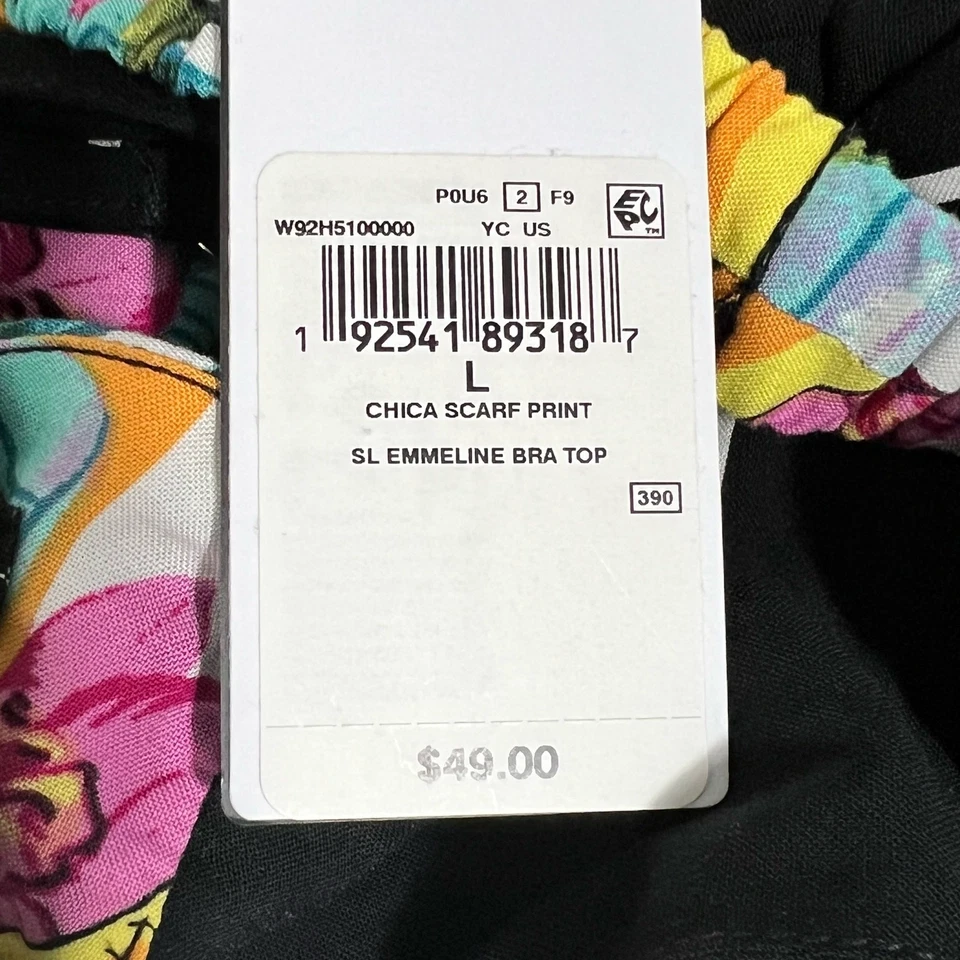 P0U6 2 F9
EPC™
W92H5100000 YC US
1 92541 89318 7
L
CHICA SCARF PRINT
SL EMMELINE BRA TOP
390
$49.00